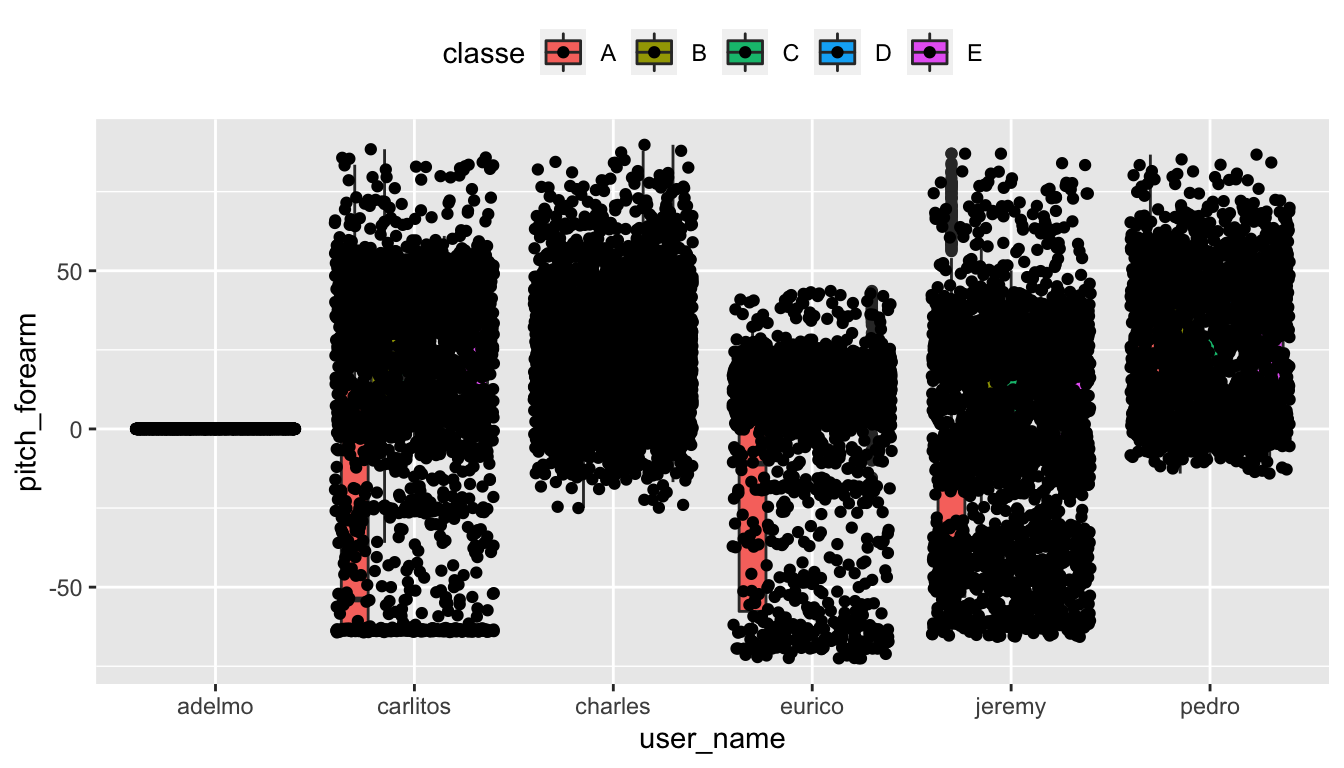 classe A B C D E
pitch_forearm
50
0
-50
adelmo carlitos charles eurico jeremy pedro
user_name